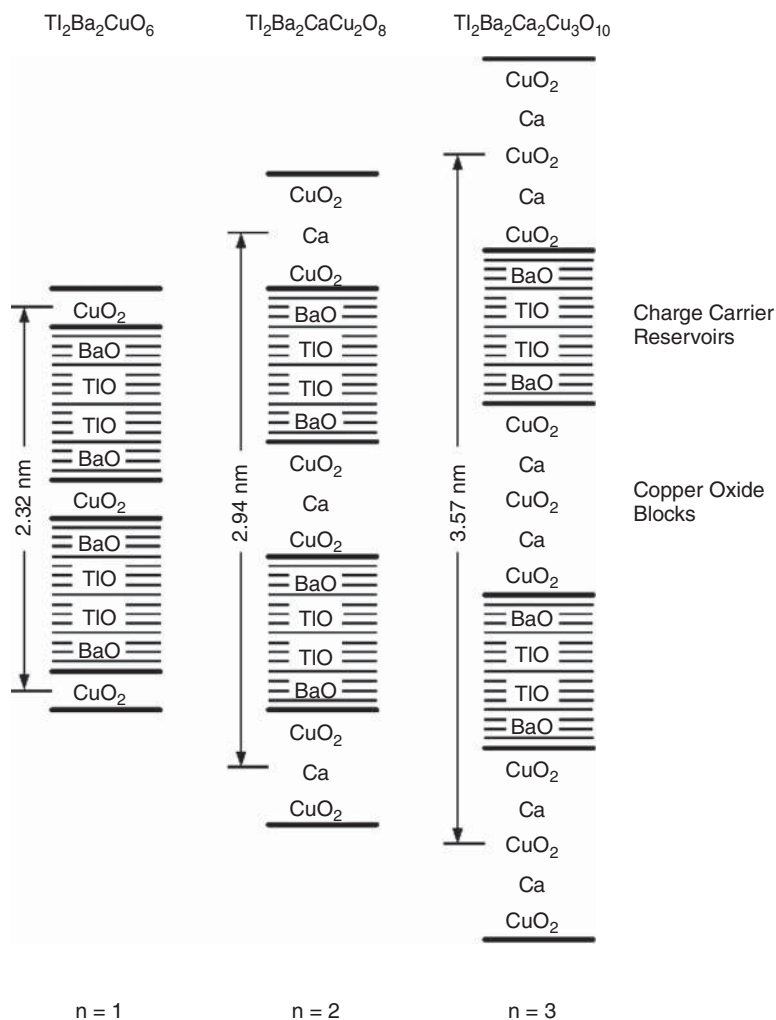 Tl₂Ba₂CuO₆
Tl₂Ba₂CaCu₂O₈
Tl₂Ba₂Ca₂Cu₃O₁₀
CuO₂
BaO
TlO
TlO
BaO
CuO₂
BaO
TlO
TlO
BaO
CuO₂
2.32 nm
n = 1
CuO₂
Ca
CuO₂
BaO
TlO
TlO
BaO
CuO₂
Ca
CuO₂
BaO
TlO
TlO
BaO
CuO₂
Ca
CuO₂
2.94 nm
n = 2
CuO₂
Ca
CuO₂
Ca
CuO₂
BaO
TlO
TlO
BaO
CuO₂
Ca
CuO₂
Ca
CuO₂
BaO
TlO
TlO
BaO
CuO₂
Ca
CuO₂
Ca
CuO₂
3.57 nm
n = 3
Charge Carrier
Reservoirs
Copper Oxide
Blocks